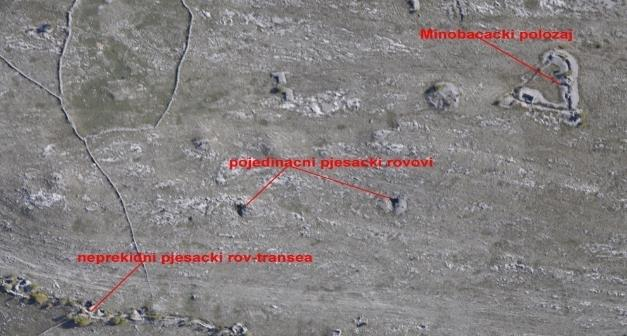 Minobacacki polozaj
pojedinacni pjesacki rovovi
neprekidni pjesacki rov-transea